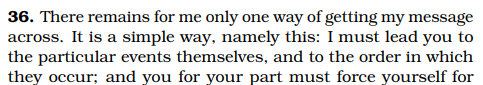 36. There remains for me only one way of getting my message
across. It is a simple way, namely this: I must lead you to
the particular events themselves, and to the order in which
they occur; and you for your part must force yourself for